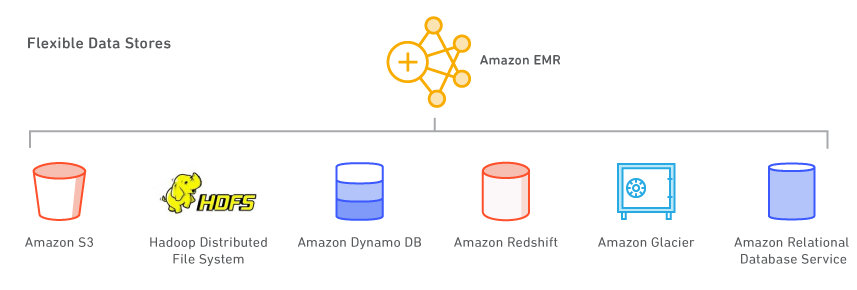 Flexible Data Stores
Amazon EMR
HDFS
Amazon S3
Hadoop Distributed
File System
Amazon Dynamo DB
Amazon Redshift
Amazon Glacier
Amazon Relational
Database Service